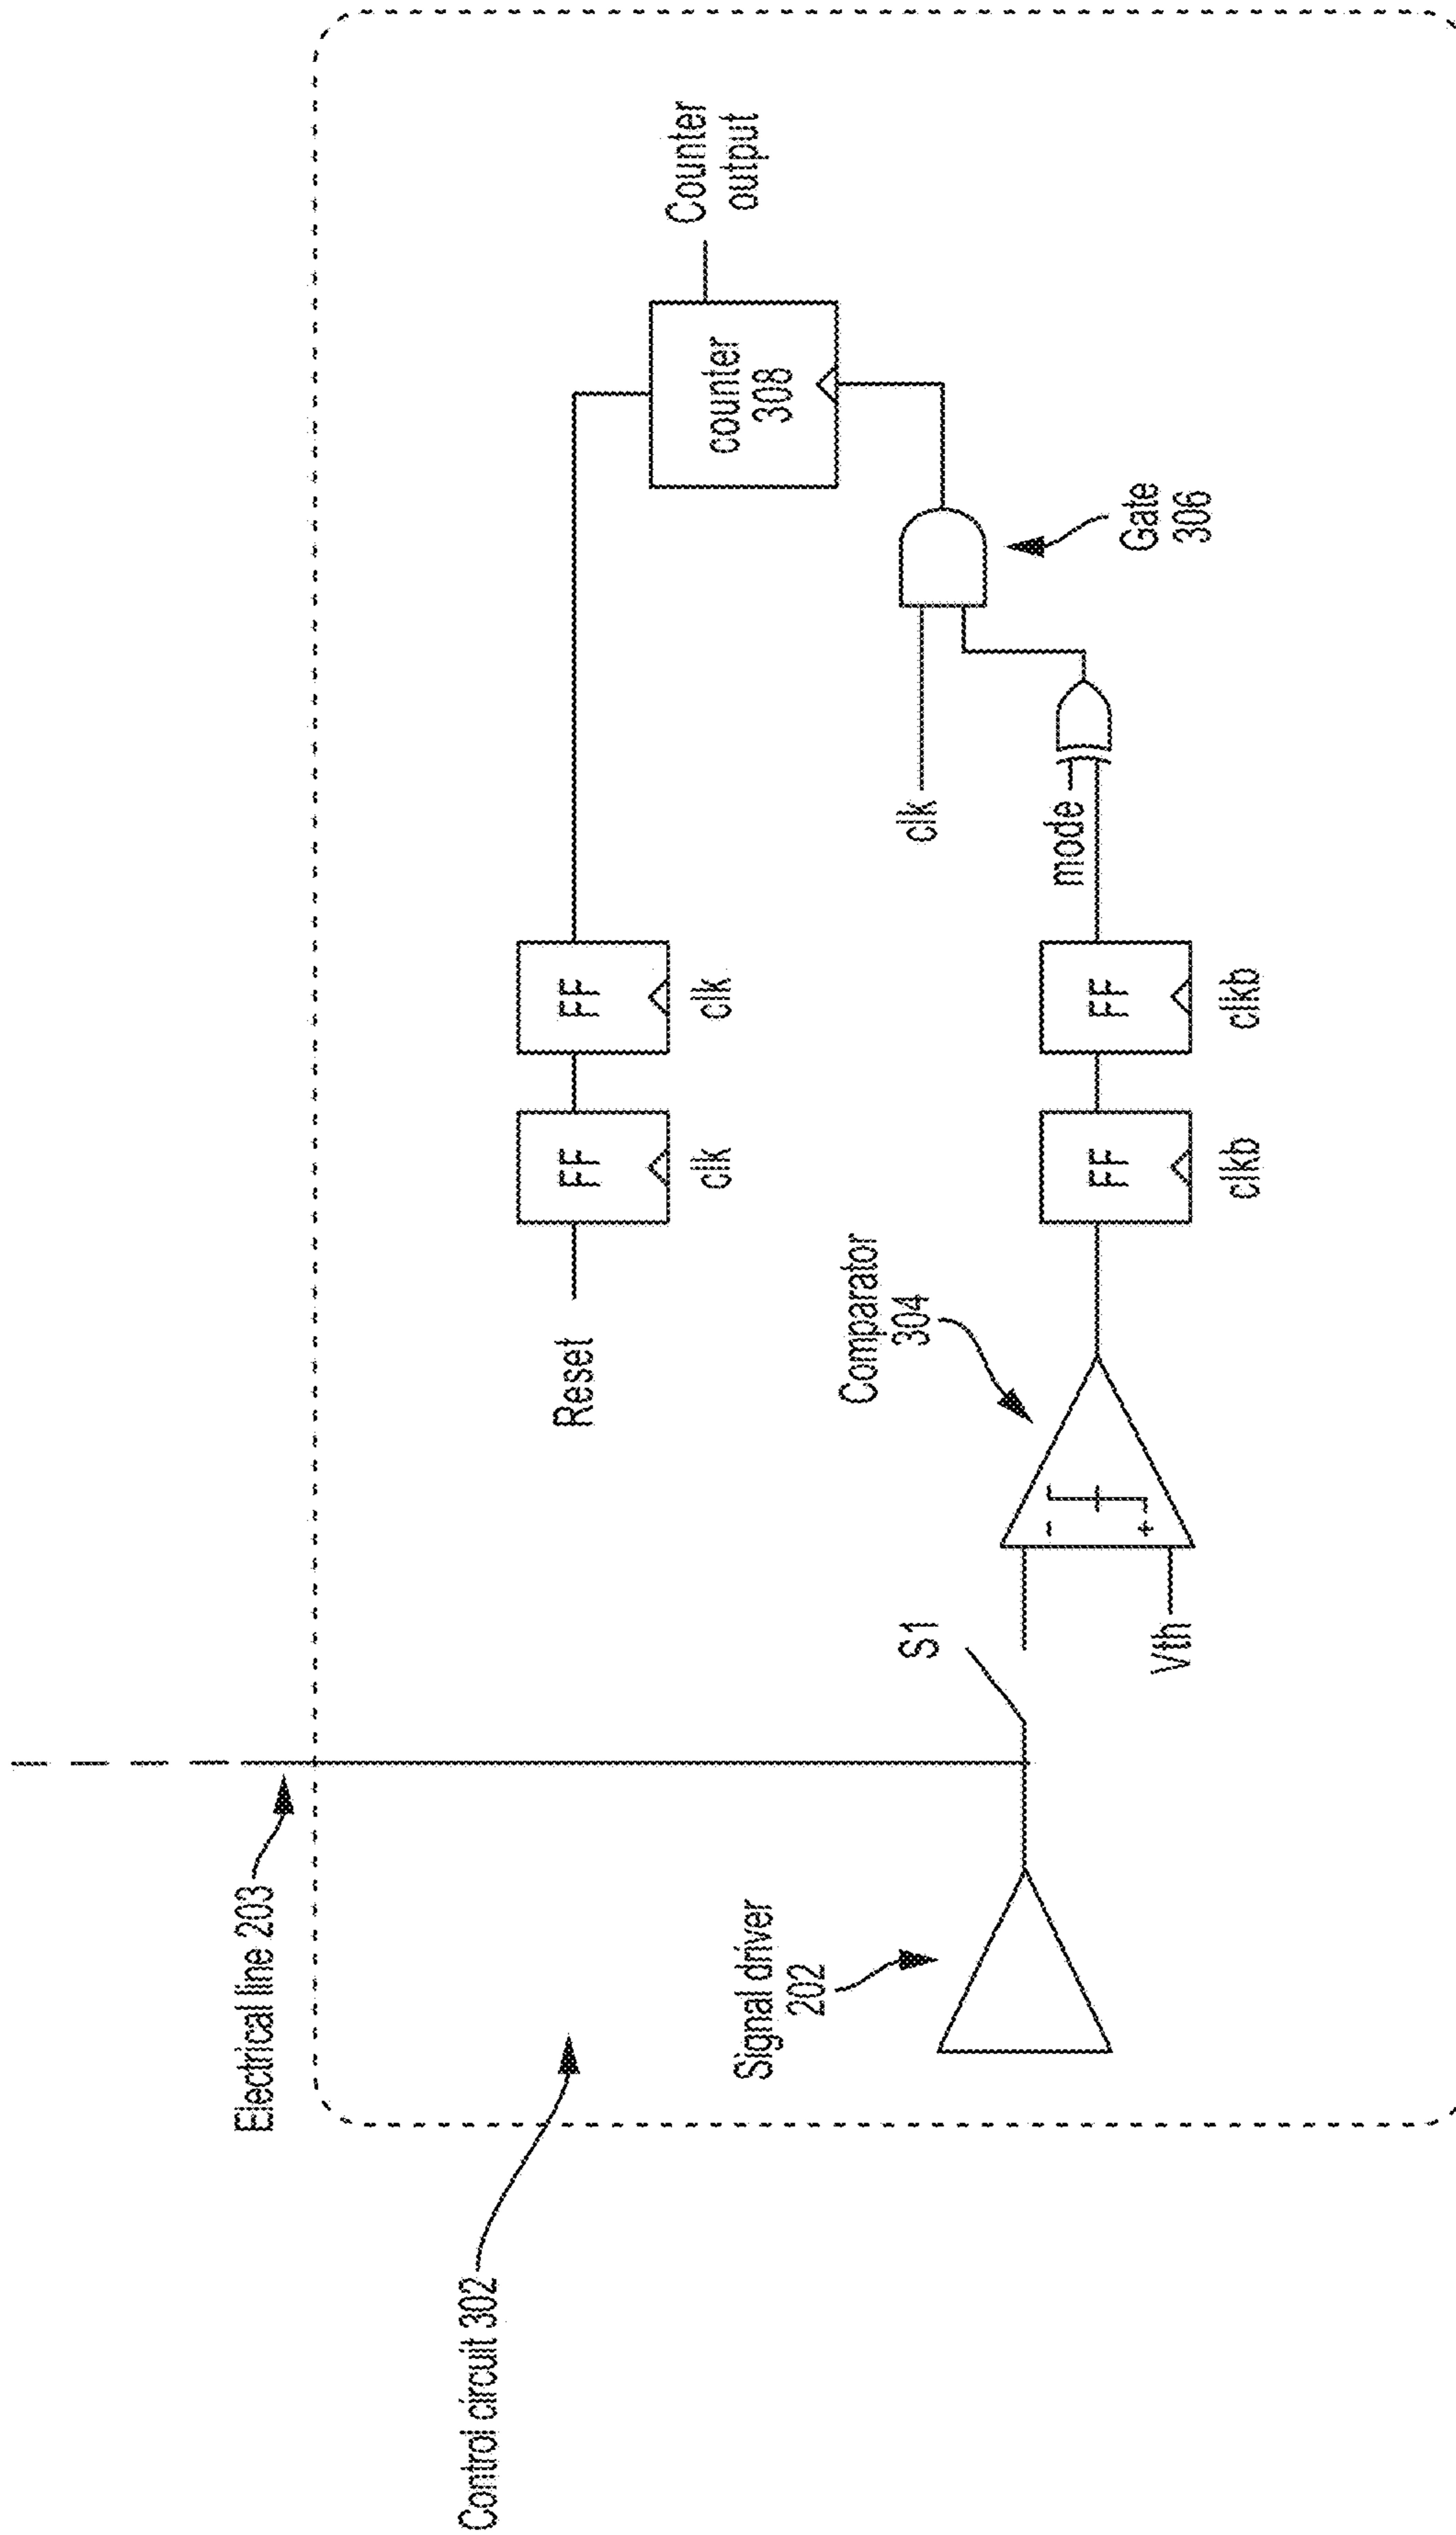 Control circuit 302
Electrical line 203
Signal driver
202
S1
Vth
-
+
Comparator
304
Reset
FF
clk
FF
clk
FF
clkb
FF
clkb
mode
clk
Gate
306
counter
308
Counter
output